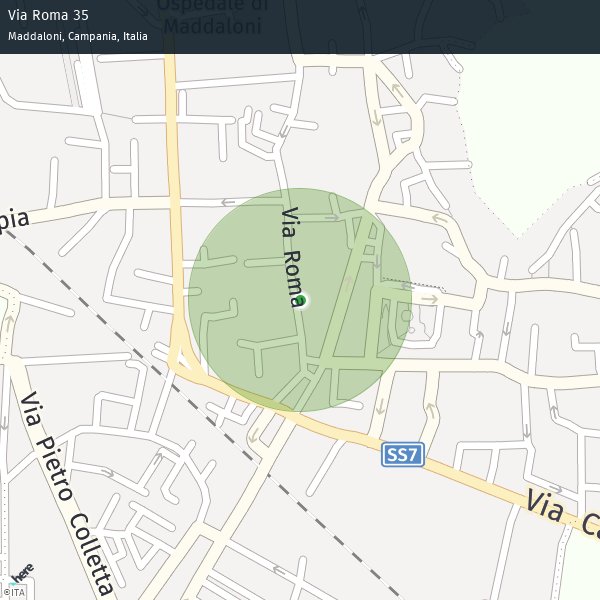 Via Roma 35
Maddaloni, Campania, Italia
Ospedale di
Maddaloni
pia
Via Roma
SS7
Via Pietro Colletta
Via Ca
here
©ITA